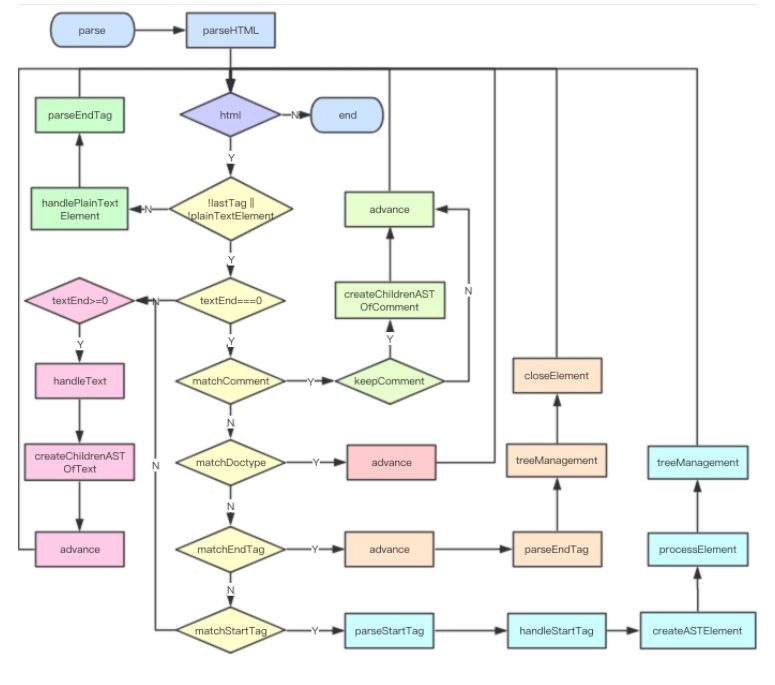 parse
parseHTML
parseEndTag
html
N
end
Y
handlePlainText
Element
N
!lastTag ||
!plainTextElement
advance
Y
textEnd>=0
N
textEnd===0
createChildrenAST
OfComment
N
Y
Y
Y
handleText
matchComment
Y
keepComment
closeElement
N
createChildrenAST
OfText
N
matchDoctype
Y
advance
treeManagement
treeManagement
N
advance
matchEndTag
Y
advance
parseEndTag
processElement
N
matchStartTag
Y
parseStartTag
handleStartTag
createASTElement